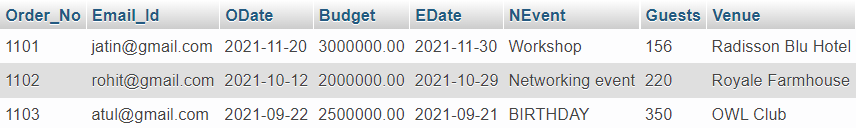 Order_No Email_Id ODate Budget EDate NEvent Guests Venue
1101 jatin@gmail.com 2021-11-20 3000000.00 2021-11-30 Workshop 156 Radisson Blu Hotel
1102 rohit@gmail.com 2021-10-12 2000000.00 2021-10-29 Networking event 220 Royale Farmhouse
1103 atul@gmail.com 2021-09-22 2500000.00 2021-09-21 BIRTHDAY 350 OWL Club